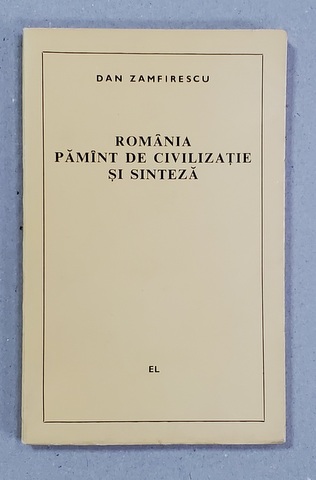 DAN ZAMFIRESCU
ROMÂNIA
PĂMÎNT DE CIVILIZAȚIE
ȘI SINTEZĂ
EL